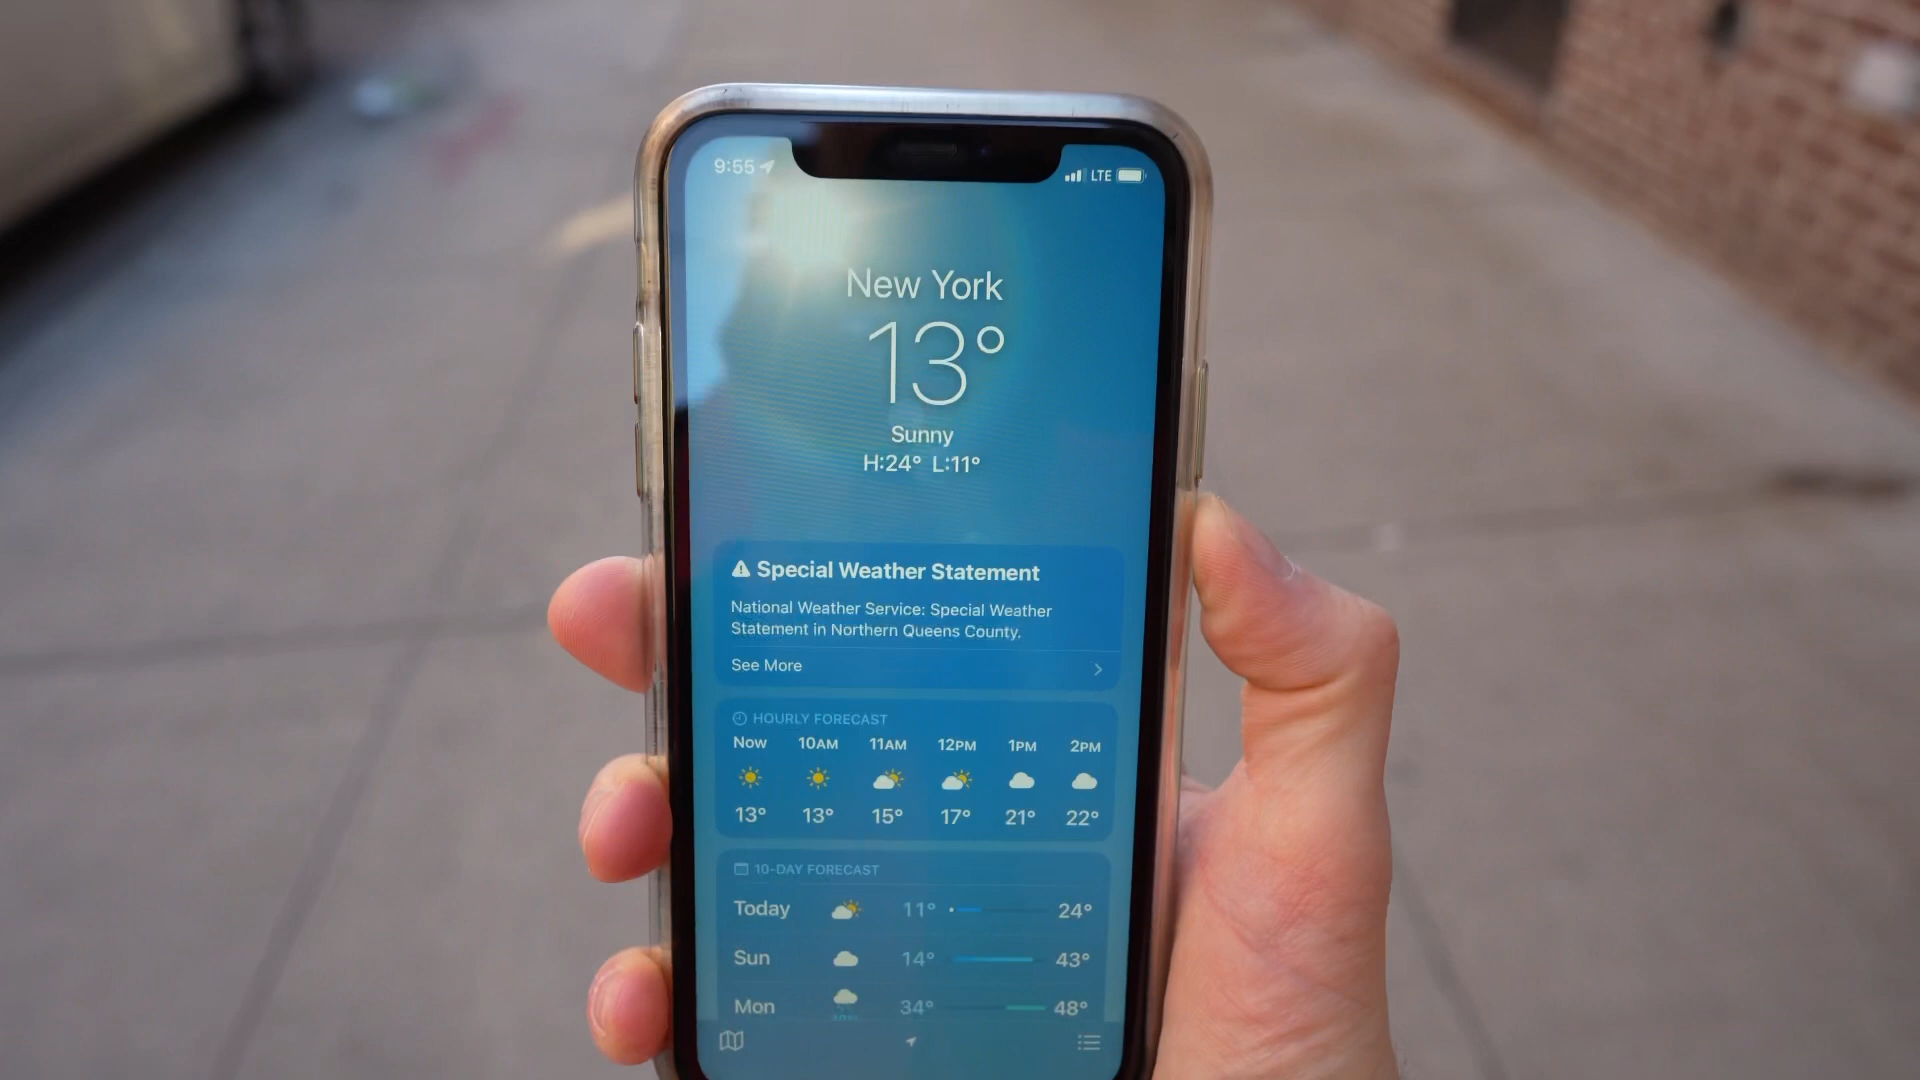 9:55
LTE
New York
13°
Sunny
H:24° L:11°
Special Weather Statement
National Weather Service: Special Weather
Statement in Northern Queens County.
See More
HOURLY FORECAST
Now 10AM 11AM 12PM 1PM 2PM
13° 13° 15° 17° 21° 22°
10-DAY FORECAST
Today 11° 24°
Sun 14° 43°
Mon 34° 48°